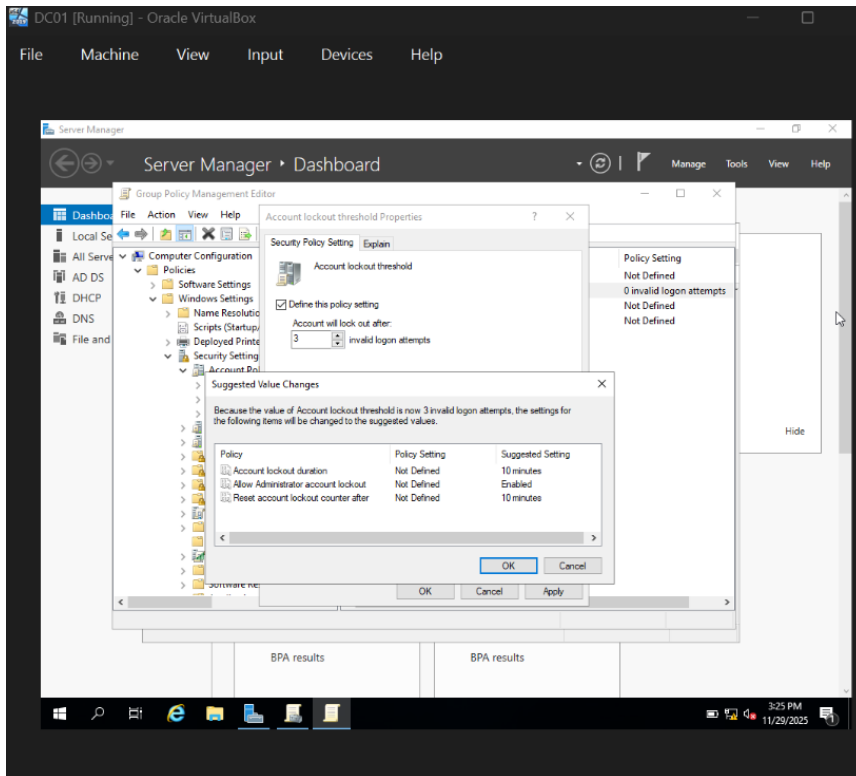 DC01 [Running] - Oracle VirtualBox
File Machine View Input Devices Help
Server Manager
Server Manager • Dashboard
Manage Tools View Help
Dashboa
Local Se
All Serve
AD DS
DHCP
DNS
File and
Group Policy Management Editor
File Action View Help
Computer Configuration
Policies
Software Settings
Windows Settings
Name Resolutio
Scripts (Startup/
Deployed Printe
Security Setting
Account Pol
Software Re
Policy Setting
Not Defined
0 invalid logon attempts
Not Defined
Not Defined
Account lockout threshold Properties
Security Policy Setting Explain
Account lockout threshold
Define this policy setting
Account will lock out after:
3 invalid logon attempts
Suggested Value Changes
Because the value of Account lockout threshold is now 3 invalid logon attempts, the settings for
the following items will be changed to the suggested values.
Policy Policy Setting Suggested Setting
Account lockout duration Not Defined 10 minutes
Allow Administrator account lockout Not Defined Enabled
Reset account lockout counter after Not Defined 10 minutes
OK Cancel
OK Cancel Apply
Hide
BPA results BPA results
3:25 PM
11/29/2025
1